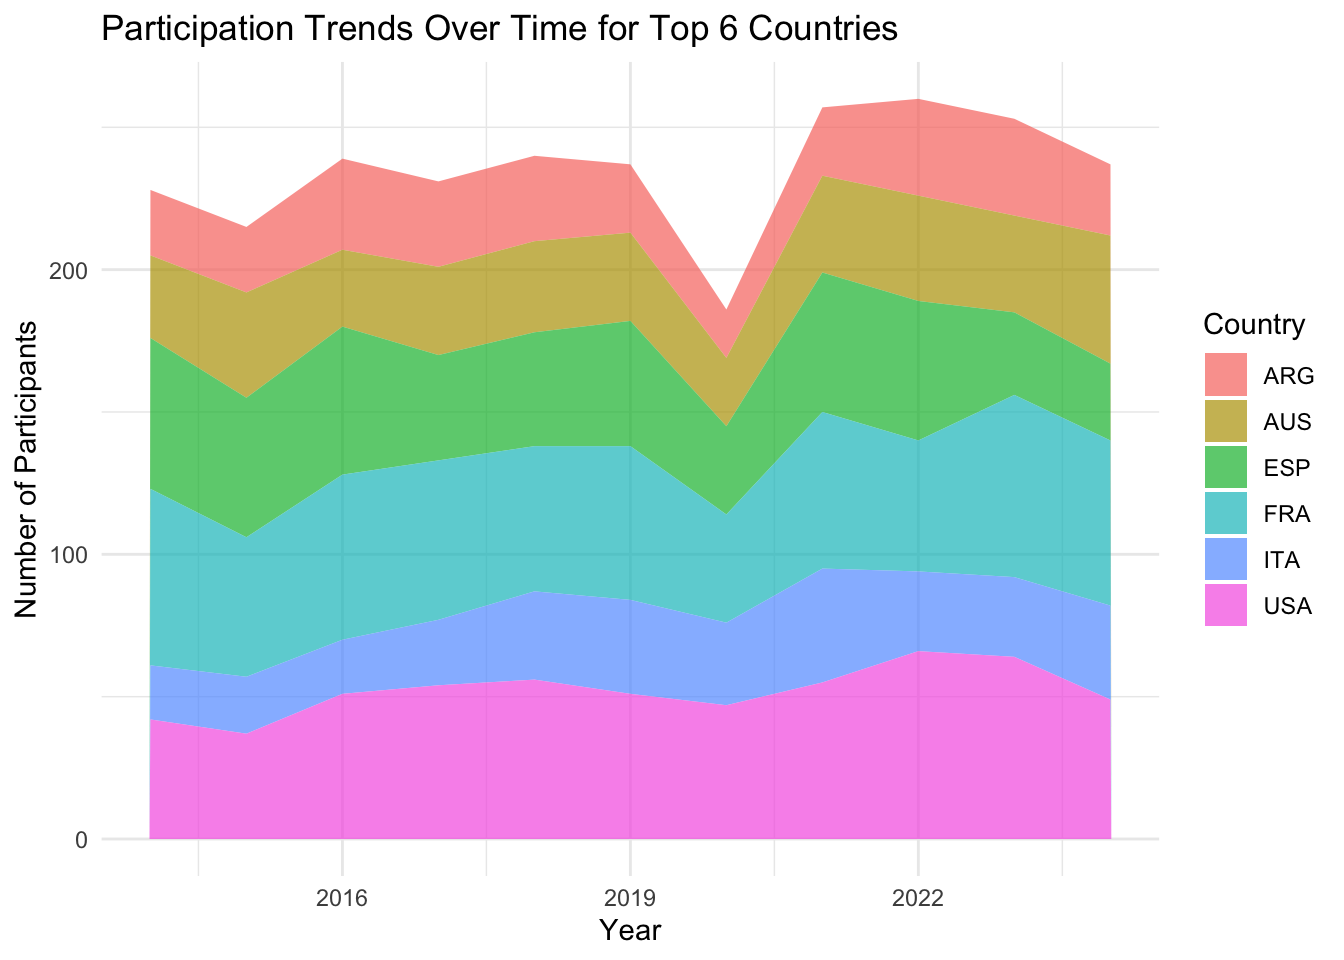 Participation Trends Over Time for Top 6 Countries
Number of Participants
200
100
0
2016
2019
2022
Year
Country
ARG
AUS
ESP
FRA
ITA
USA